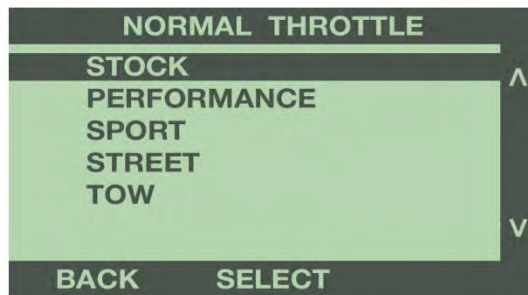 NORMAL THROTTLE
STOCK
PERFORMANCE
SPORT
STREET
TOW
BACK SELECT